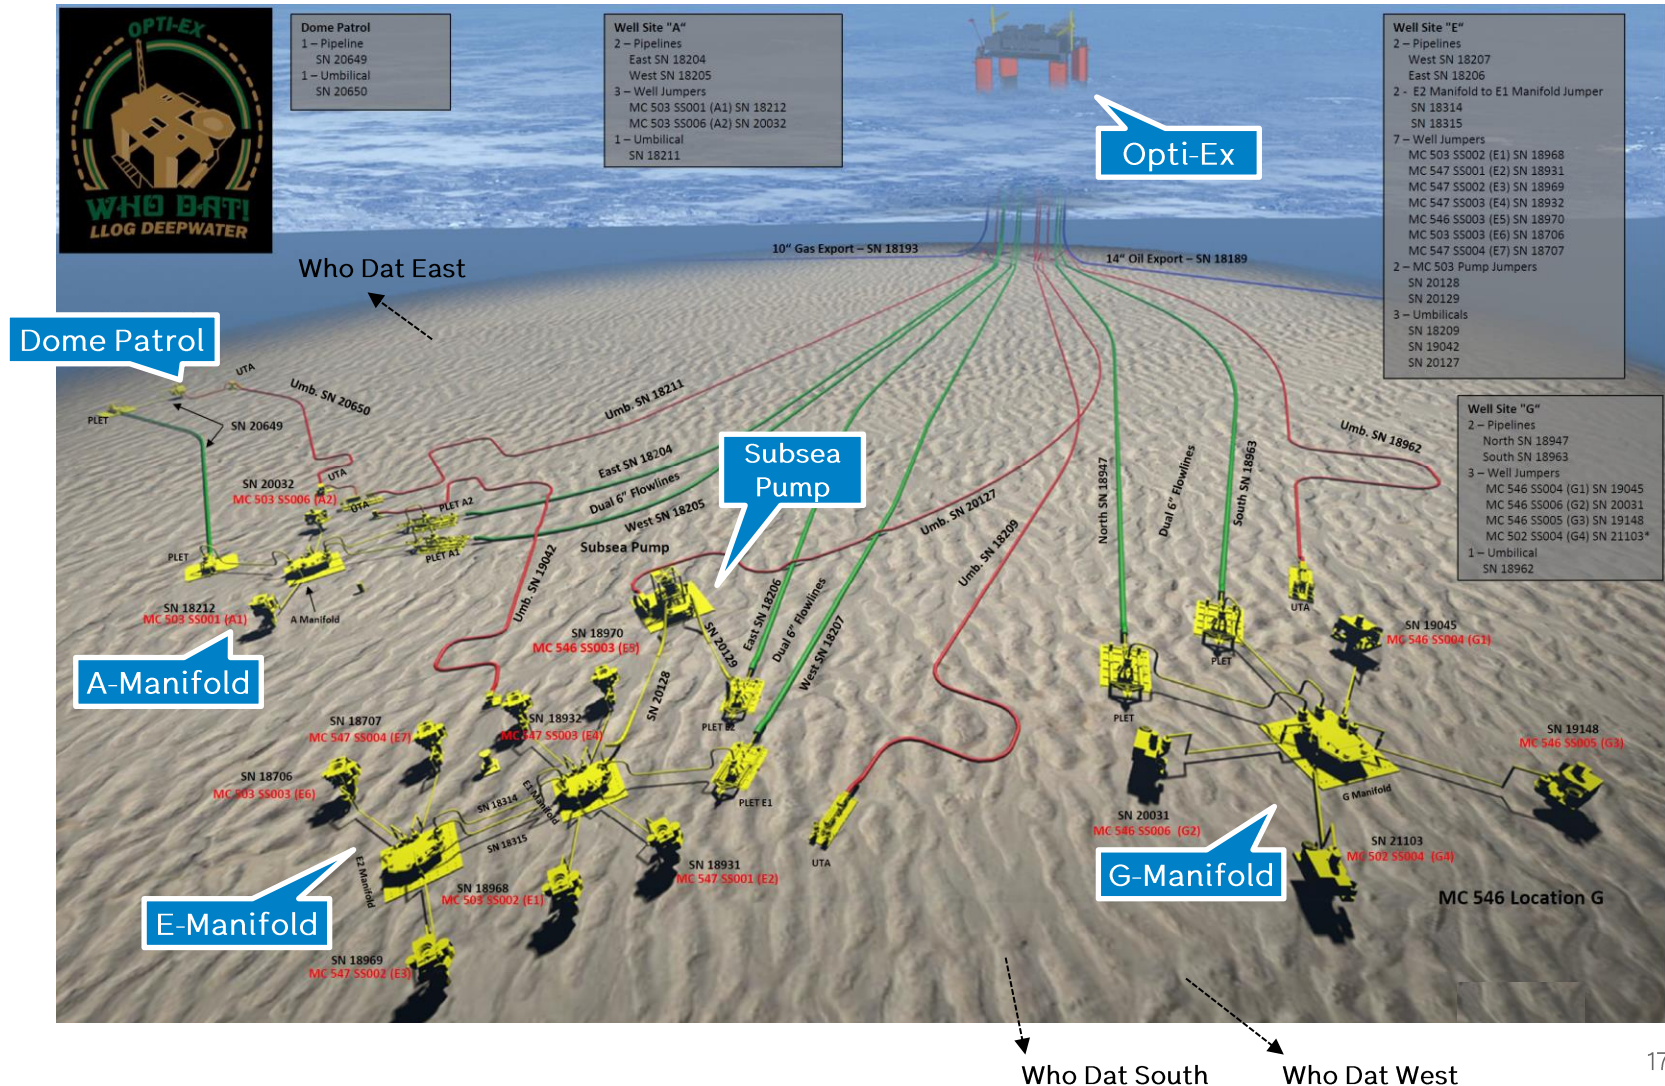 OPTI-EX
WHO DAT!
LLOG DEEPWATER
Dome Patrol
1 – Pipeline
SN 20649
1 – Umbilical
SN 20650
Well Site "A"
2 – Pipelines
East SN 18204
West SN 18205
3 – Well Jumpers
MC 503 SS001 (A1) SN 18212
MC 503 SS006 (A2) SN 20032
1 – Umbilical
SN 18211
Well Site "E"
2 – Pipelines
West SN 18207
East SN 18206
2 - E2 Manifold to E1 Manifold Jumper
SN 18314
SN 18315
7 – Well Jumpers
MC 503 SS002 (E1) SN 18968
MC 547 SS001 (E2) SN 18931
MC 547 SS002 (E3) SN 18969
MC 547 SS003 (E4) SN 18932
MC 546 SS003 (E5) SN 18970
MC 503 SS003 (E6) SN 18706
MC 547 SS004 (E7) SN 18707
2 – MC 503 Pump Jumpers
SN 20128
SN 20129
3 – Umbilicals
SN 18209
SN 19042
SN 20127
Well Site "G"
2 – Pipelines
North SN 18947
South SN 18963
3 – Well Jumpers
MC 546 SS004 (G1) SN 19045
MC 546 SS006 (G2) SN 20031
MC 546 SS005 (G3) SN 19148
MC 502 SS004 (G4) SN 21103*
1 – Umbilical
SN 18962
Opti-Ex
10" Gas Export – SN 18193
14" Oil Export – SN 18189
Who Dat East
Dome Patrol
UTA
Umb. SN 20650
PLET
SN 20649
Umb. SN 18211
UTA
SN 20032
MC 503 SS006 (A2)
UTA
PLET A2
PLET A1
East SN 18204
Dual 6" Flowlines
West SN 18205
Subsea
Pump
Subsea Pump
Umb. SN 20127
Umb. SN 18209
Umb. SN 19042
North SN 18947
Dual 6" Flowlines
South SN 18963
Umb. SN 18962
PLET
SN 18212
MC 503 SS001 (A1)
A Manifold
A-Manifold
SN 18970
MC 546 SS003 (E5)
SN 20129
East SN 18206
Dual 6" Flowlines
West SN 18207
SN 20128
UTA
SN 19045
MC 546 SS004 (G1)
PLET
PLET
PLET E2
SN 18932
MC 547 SS003 (E4)
SN 18707
MC 547 SS004 (E7)
SN 18706
MC 503 SS003 (E6)
SN 18314
SN 18315
E1 Manifold
PLET E1
SN 19148
MC 546 SS005 (G3)
G Manifold
SN 20031
MC 546 SS006 (G2)
SN 21103
MC 502 SS004 (G4)
G-Manifold
MC 546 Location G
UTA
SN 18931
MC 547 SS001 (E2)
SN 18968
MC 503 SS002 (E1)
E2 Manifold
E-Manifold
SN 18969
MC 547 SS002 (E3)
Who Dat South
Who Dat West
17